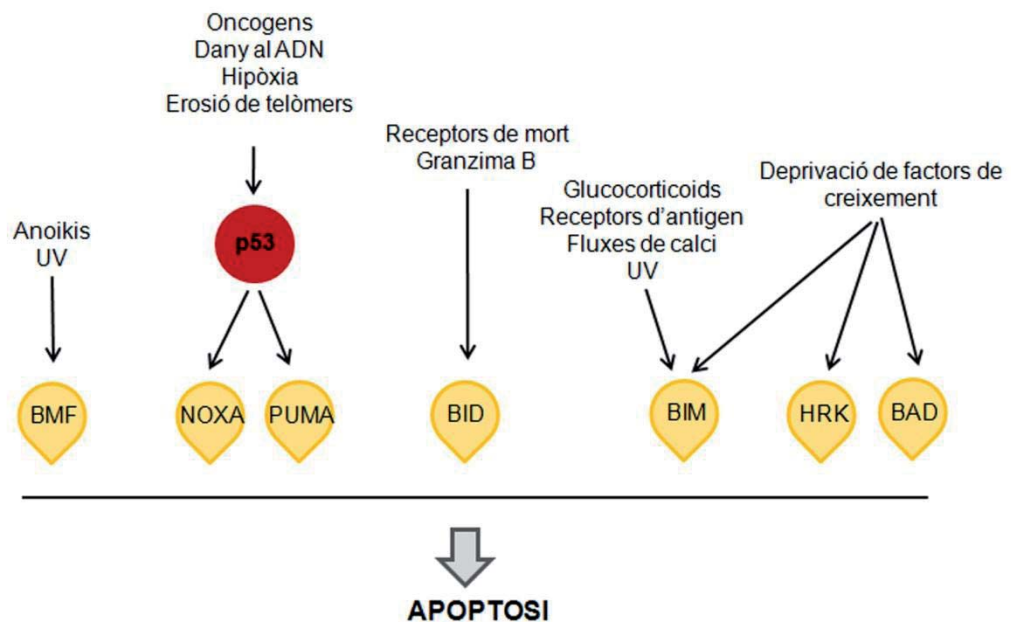 Oncogens
Dany al ADN
Hipòxia
Erosió de telòmers
p53
Anoikis
UV
Receptors de mort
Granzima B
Glucocorticoids
Receptors d'antigen
Fluxes de calci
UV
Deprivació de factors de
creixement
BMF
NOXA
PUMA
BID
BIM
HRK
BAD
APOPTOSI